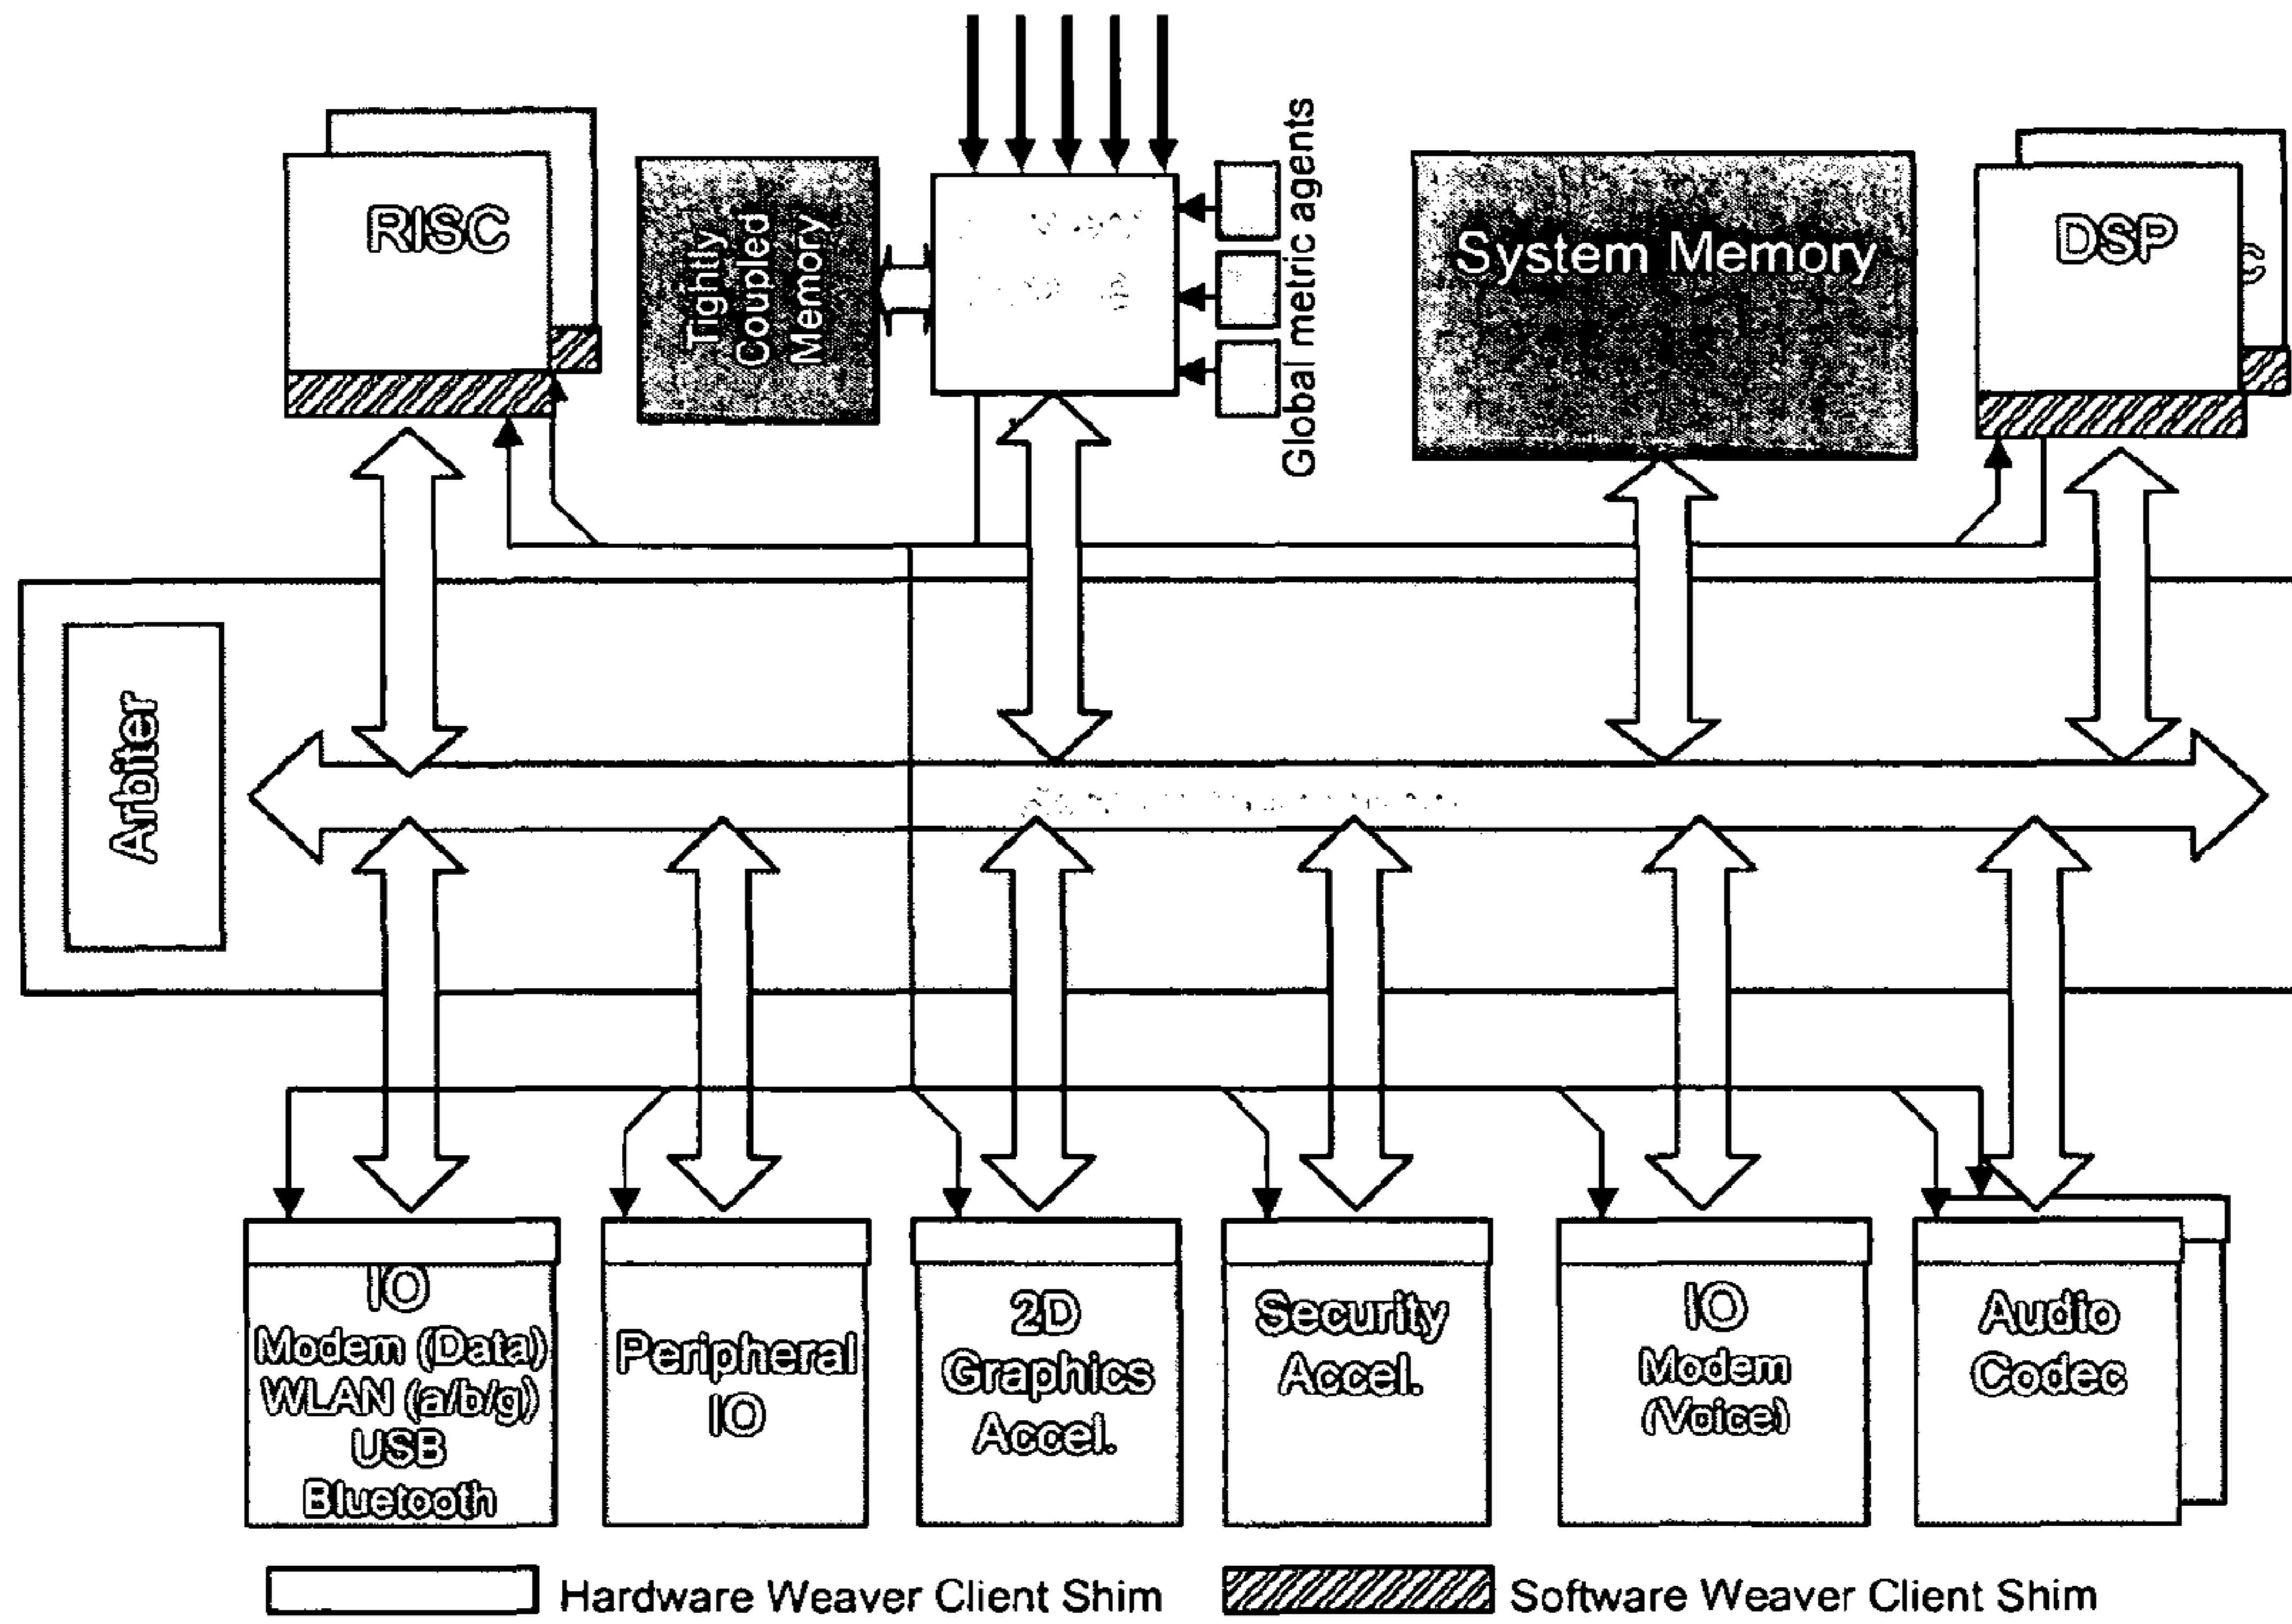 RISC
Tightly
Coupled
Memory
Global metric agents
System Memory
DSP
C
Arbiter
IO
Modem (Data)
WLAN (a/b/g)
USB
Bluetooth
Peripheral
IO
2D
Graphics
Accel.
Security
Accel.
IO
Modem
(Voice)
Audio
Codec
Hardware Weaver Client Shim
Software Weaver Client Shim